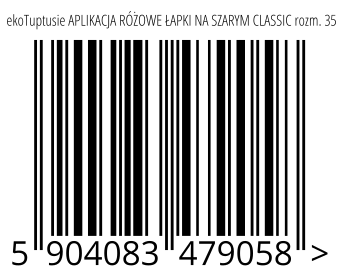 ekoTuptusie APLIKACJA RÓŻOWE ŁAPKI NA SZARYM CLASSIC rozm. 35
5 904083 479058 >